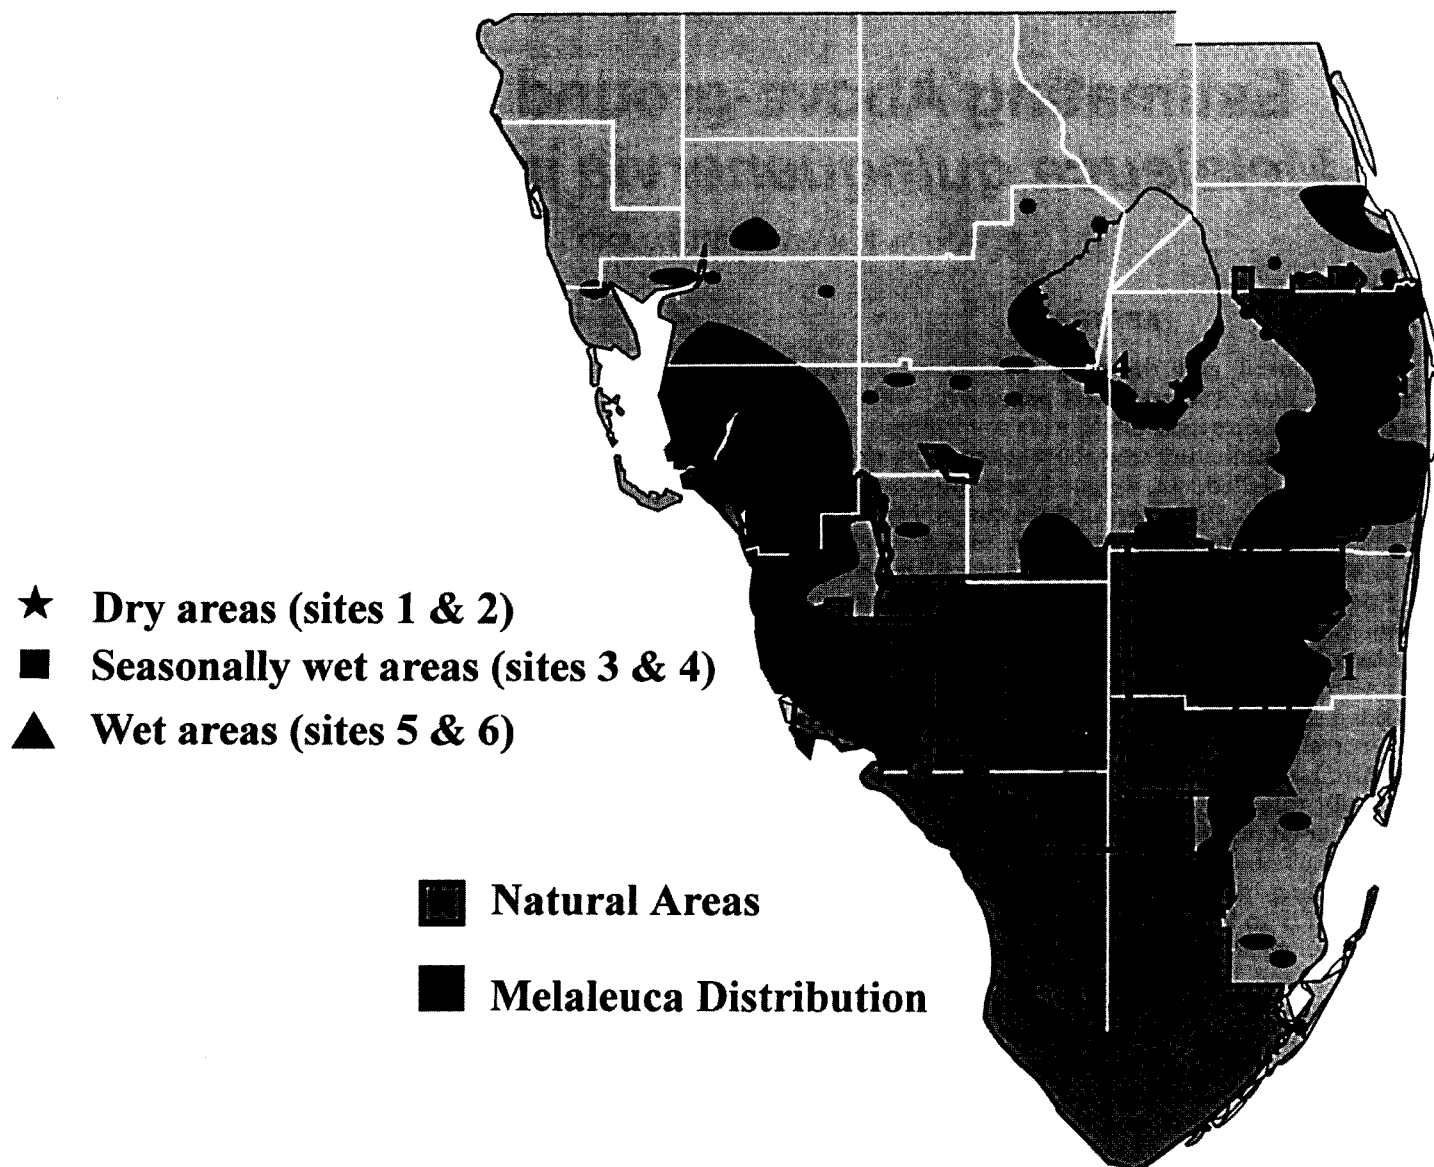 4
1
Dry areas (sites 1 & 2)
Seasonally wet areas (sites 3 & 4)
Wet areas (sites 5 & 6)
Natural Areas
Melaleuca Distribution